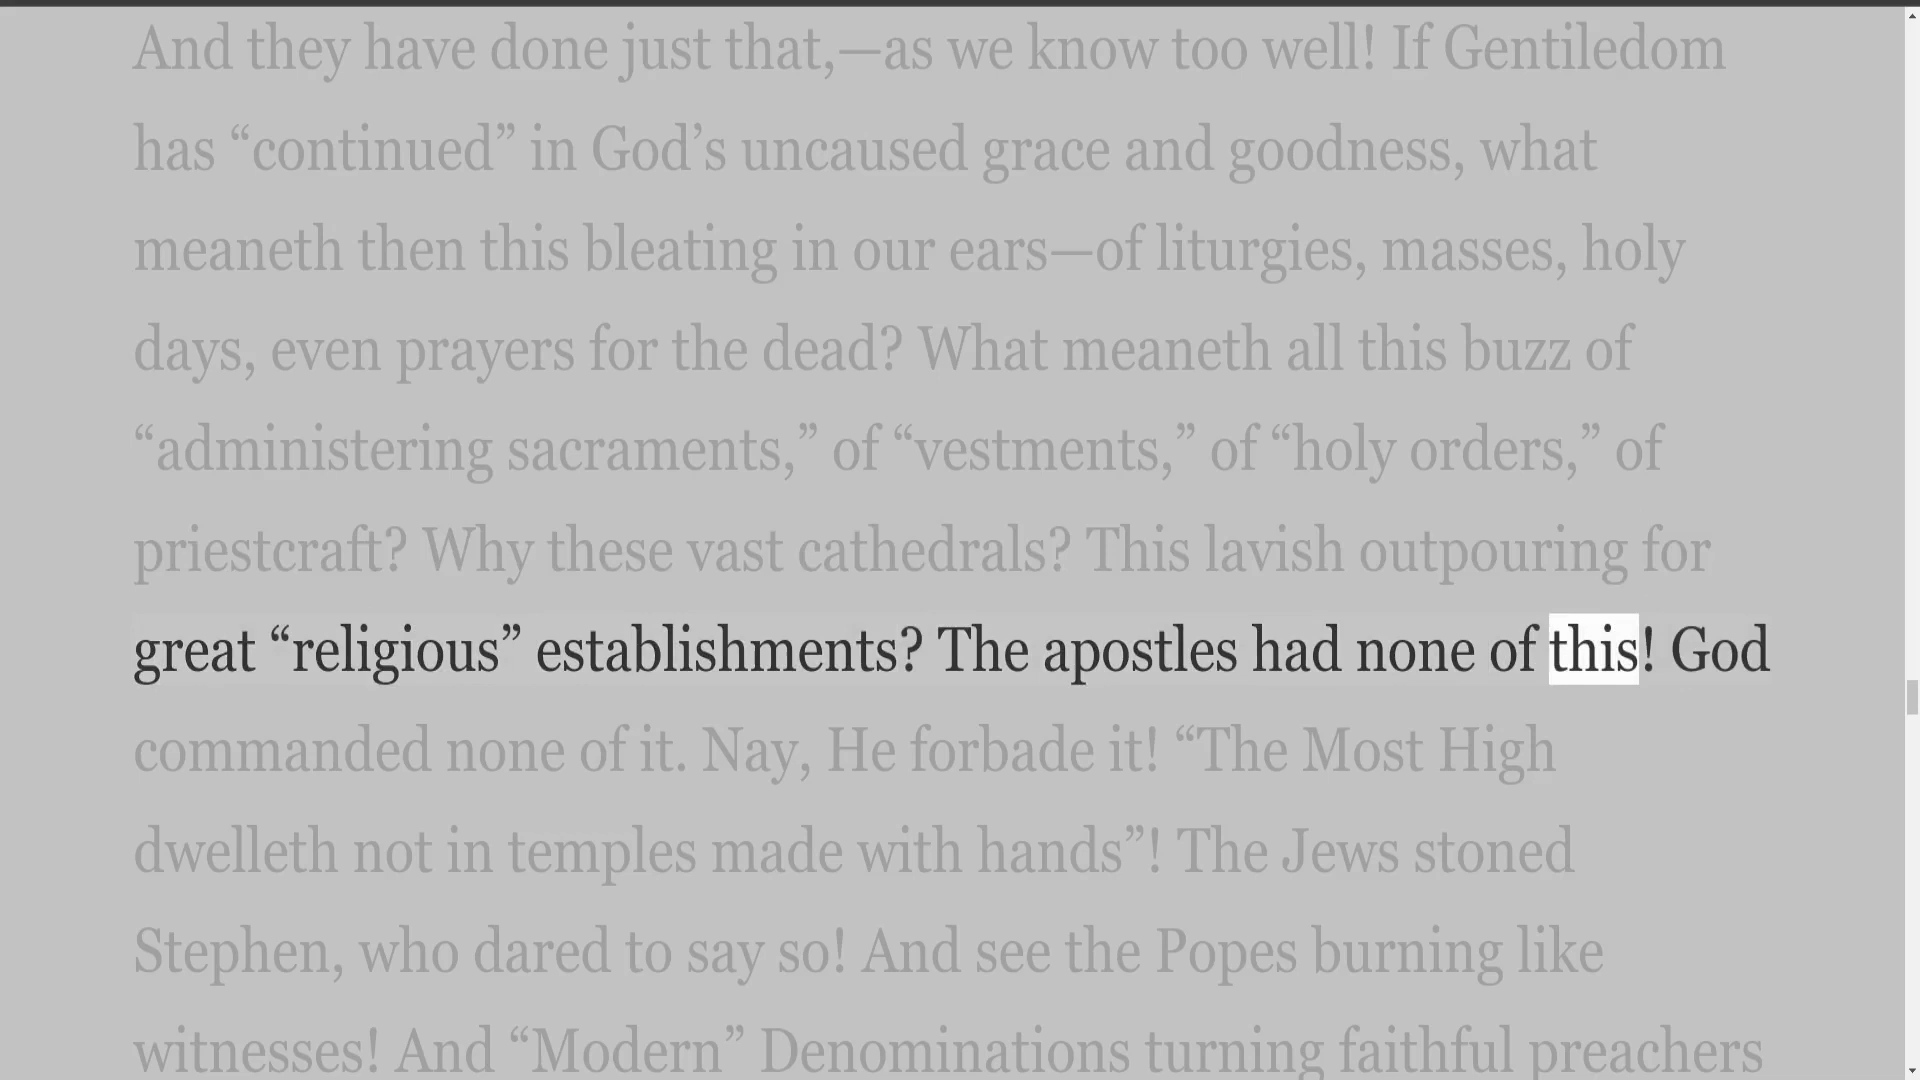 And they have done just that,—as we know too well! If Gentiledom
has “continued” in God’s uncaused grace and goodness, what
meaneth then this bleating in our ears—of liturgies, masses, holy
days, even prayers for the dead? What meaneth all this buzz of
“administering sacraments,” of “vestments,” of “holy orders,” of
priestcraft? Why these vast cathedrals? This lavish outpouring for
great “religious” establishments? The apostles had none of this! God
commanded none of it. Nay, He forbade it! “The Most High
dwelleth not in temples made with hands”! The Jews stoned
Stephen, who dared to say so! And see the Popes burning like
witnesses! And “Modern” Denominations turning faithful preachers